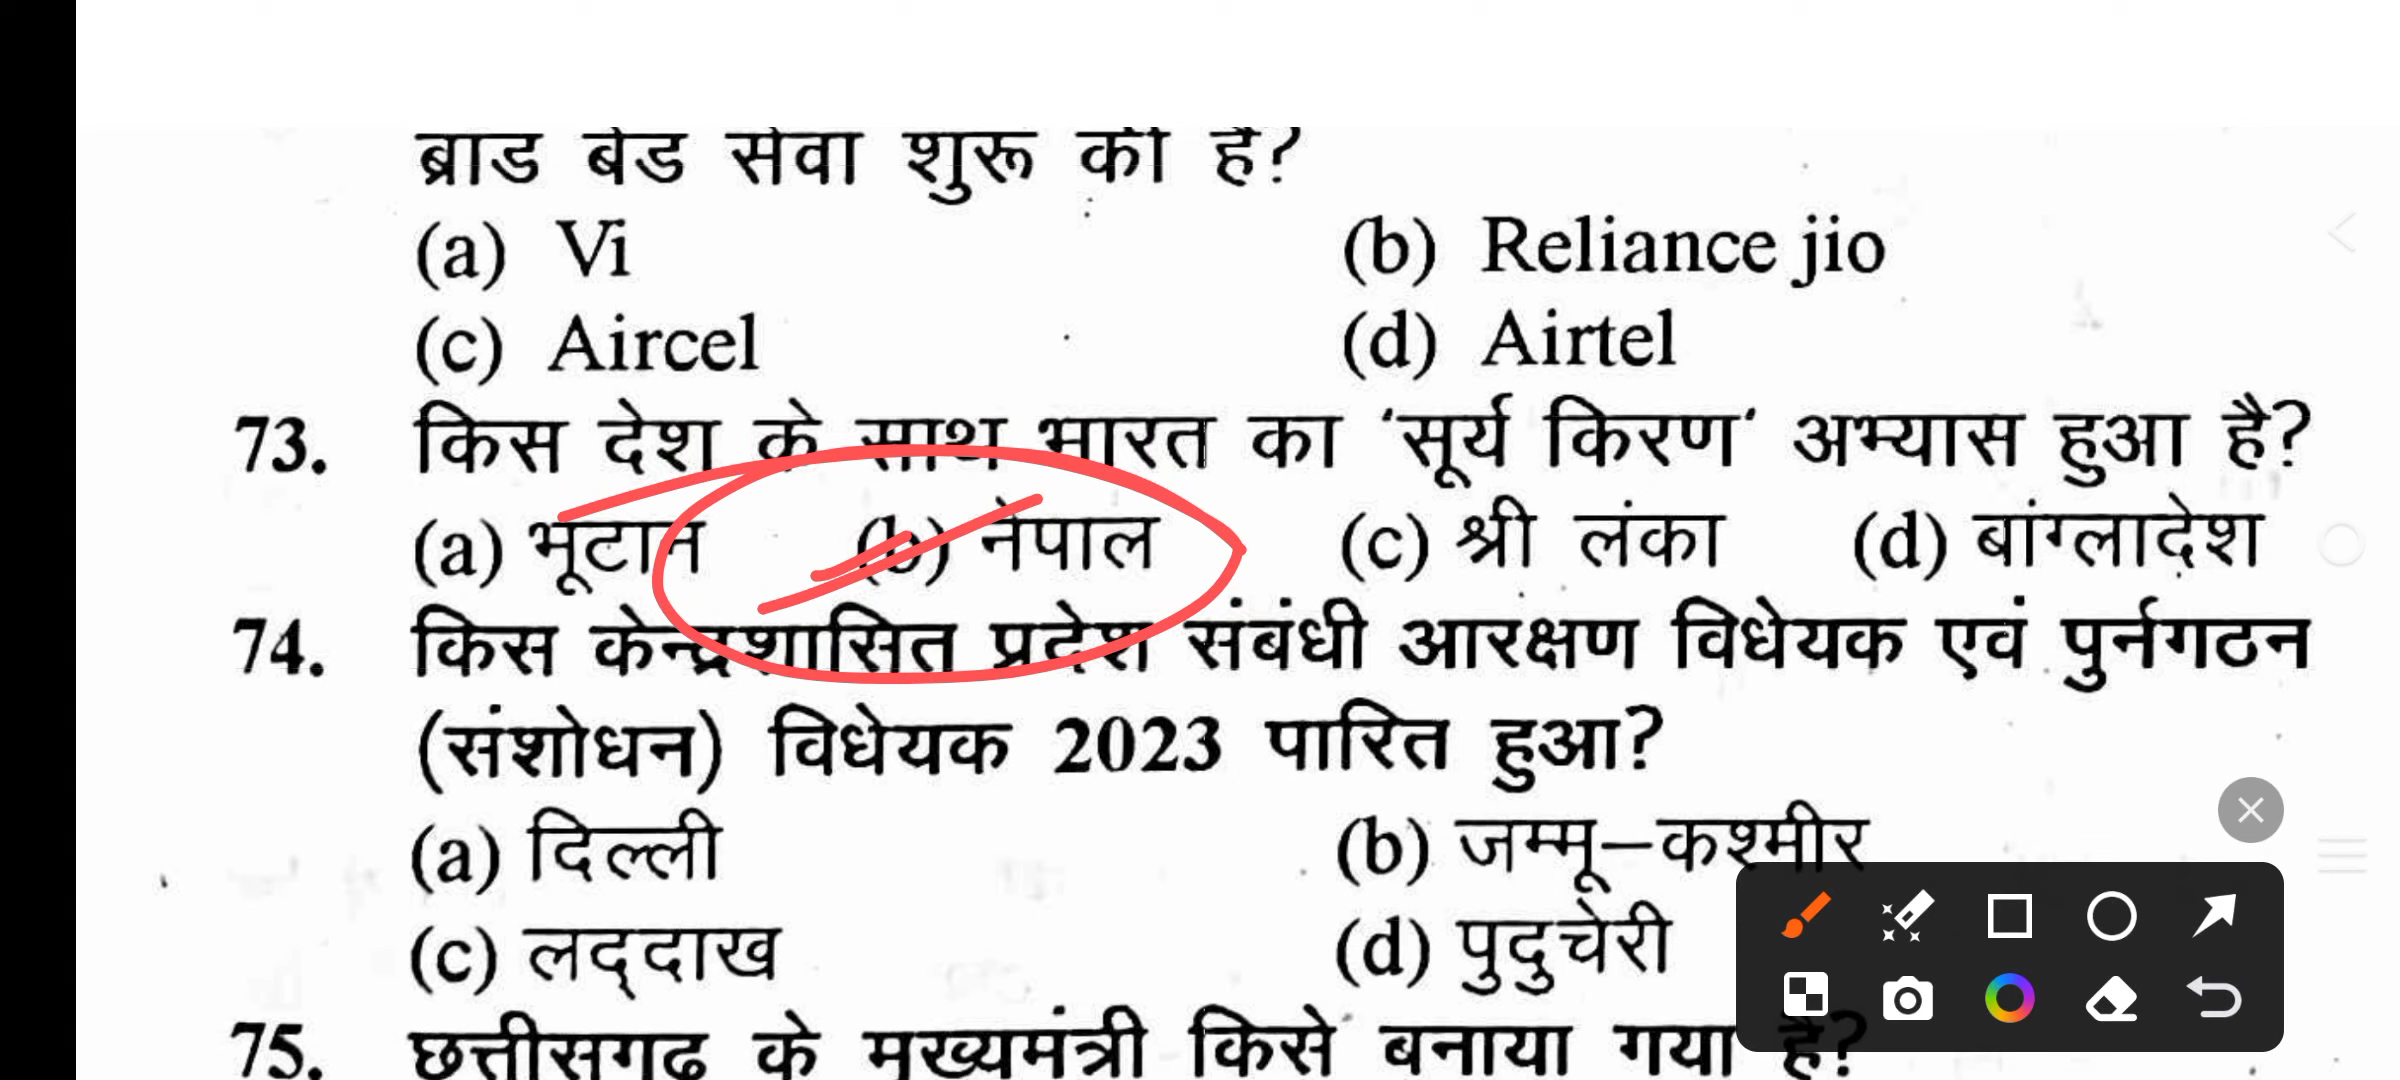 ब्राड बेंड सेवा शुरू की है?
(a) Vi (b) Reliance jio
(c) Aircel (d) Airtel
73. किस देश के साथ भारत का ‘सूर्य किरण‘ अभ्यास हुआ है?
(a) भूटान (b) नेपाल (c) श्री लंका (d) बांग्लादेश
74. किस केन्द्रशासित प्रदेश संबंधी आरक्षण विधेयक एवं पुर्नगठन
(संशोधन) विधेयक 2023 पारित हुआ?
(a) दिल्ली (b) जम्मू–कश्मीर
(c) लद्दाख (d) पुदुचेरी
75. छत्तीसगढ़ के मुख्यमंत्री किसे बनाया गया है?